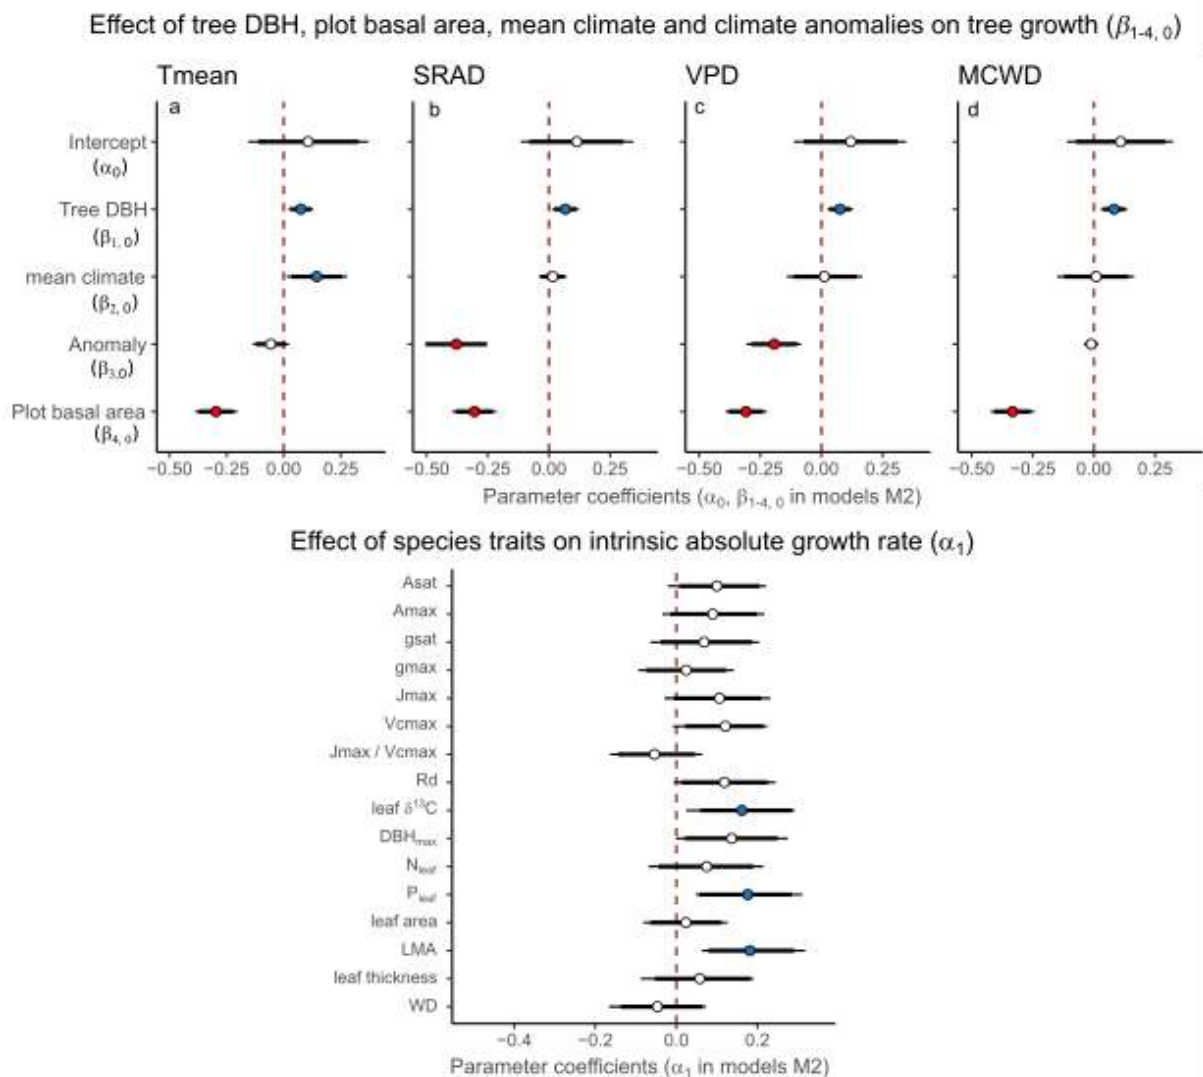 Effect of tree DBH, plot basal area, mean climate and climate anomalies on tree growth (β1-4, 0)
Tmean SRAD VPD MCWD
a b c d
Intercept
(α0)
Tree DBH
(β1, 0)
mean climate
(β2, 0)
Anomaly
(β3,0)
Plot basal area
(β4, 0)
−0.50 −0.25 0.00 0.25 −0.50 −0.25 0.00 0.25 −0.50 −0.25 0.00 0.25 −0.50 −0.25 0.00 0.25
Parameter coefficients (α0, β1-4, 0 in models M2)
Effect of species traits on intrinsic absolute growth rate (α1)
Asat
Amax
gsat
gmax
Jmax
Vcmax
Jmax / Vcmax
Rd
leaf δ13C
DBHmax
Nleaf
Pleaf
leaf area
LMA
leaf thickness
WD
−0.4 −0.2 0.0 0.2
Parameter coefficients (α1 in models M2)